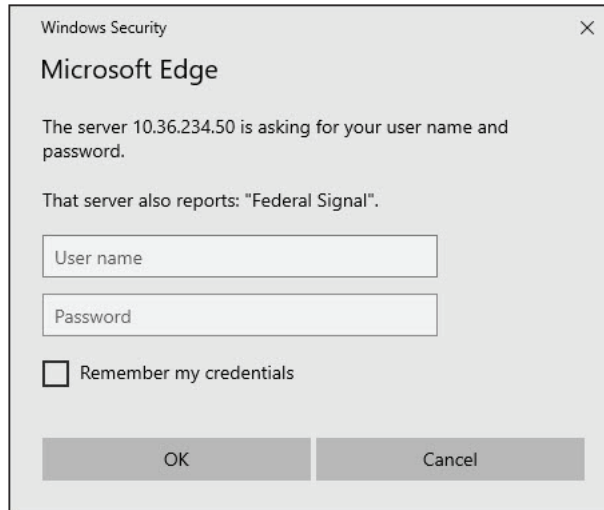 Windows Security
Microsoft Edge
The server 10.36.234.50 is asking for your user name and
password.
That server also reports: "Federal Signal".
User name
Password
Remember my credentials
OK
Cancel